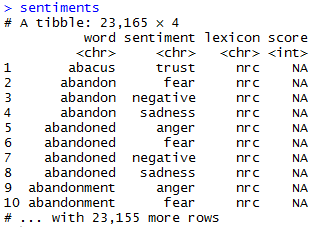 > sentiments
# A tibble: 23,165 × 4
word sentiment lexicon score
<chr> <chr> <chr> <int>
1 abacus trust nrc NA
2 abandon fear nrc NA
3 abandon negative nrc NA
4 abandon sadness nrc NA
5 abandoned anger nrc NA
6 abandoned fear nrc NA
7 abandoned negative nrc NA
8 abandoned sadness nrc NA
9 abandonment anger nrc NA
10 abandonment fear nrc NA
# ... with 23,155 more rows